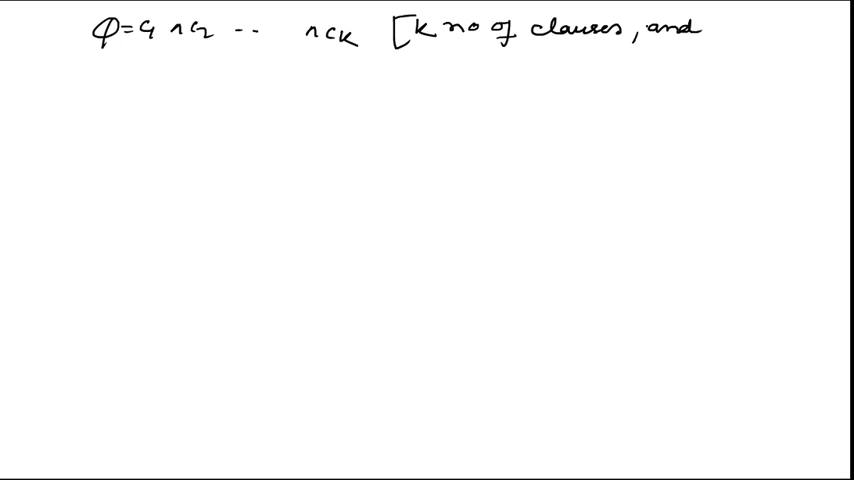 φ = C1 ∧ C2 -- ∧ CK [K no of clauses, and